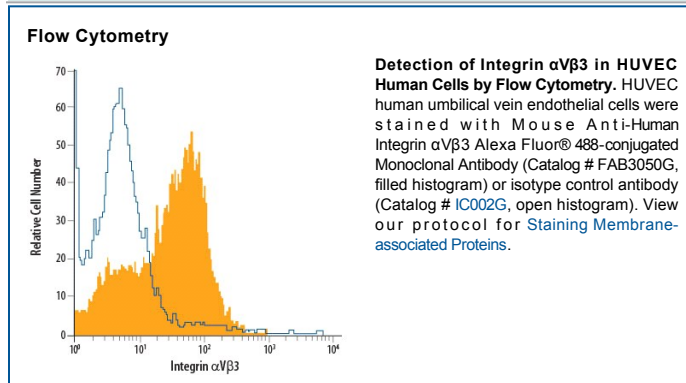 Flow Cytometry
70
60
50
40
30
20
10
0
Relative Cell Number
10⁰ 10¹ 10² 10³ 10⁴
Integrin αVβ3
Detection of Integrin αVβ3 in HUVEC
Human Cells by Flow Cytometry. HUVEC
human umbilical vein endothelial cells were
stained with Mouse Anti-Human
Integrin αVβ3 Alexa Fluor® 488-conjugated
Monoclonal Antibody (Catalog # FAB3050G,
filled histogram) or isotype control antibody
(Catalog # IC002G, open histogram). View
our protocol for Staining Membrane-
associated Proteins.